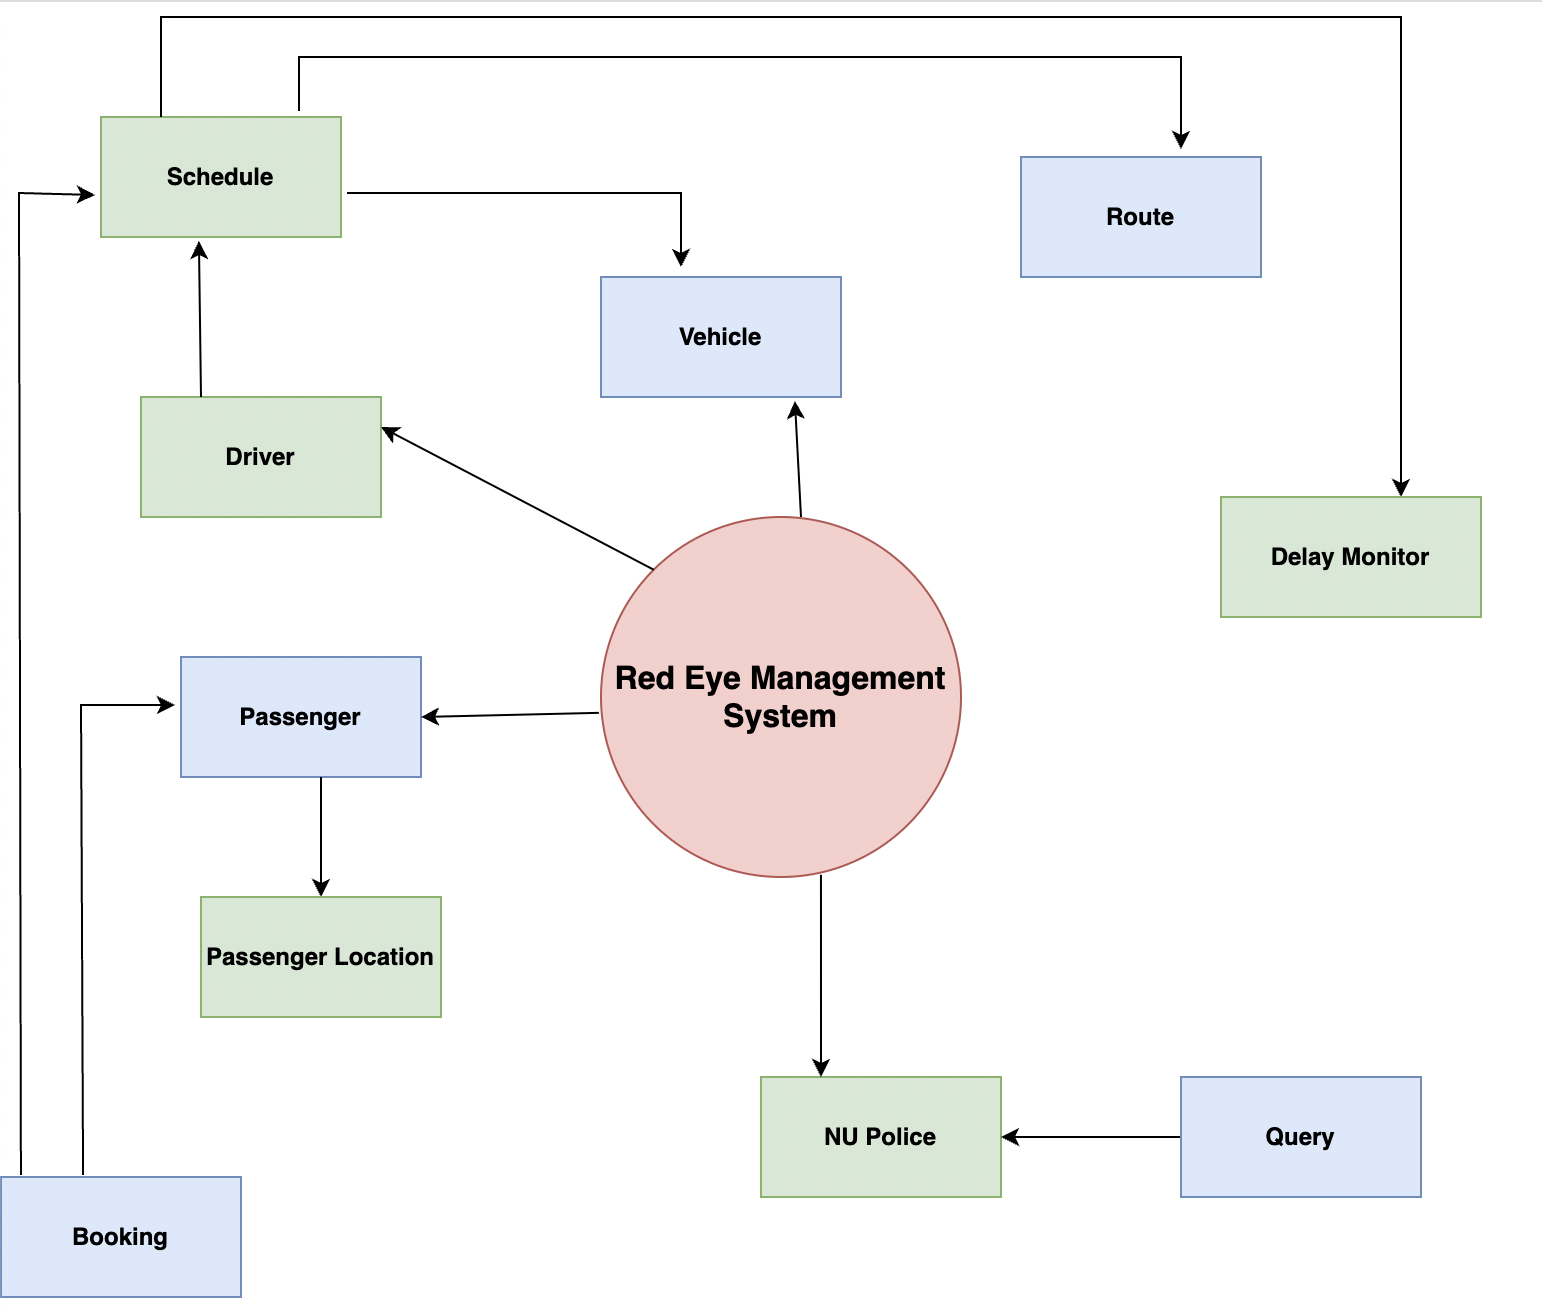 Schedule
Route
Vehicle
Driver
Delay Monitor
Red Eye Management
System
Passenger
Passenger Location
NU Police
Query
Booking